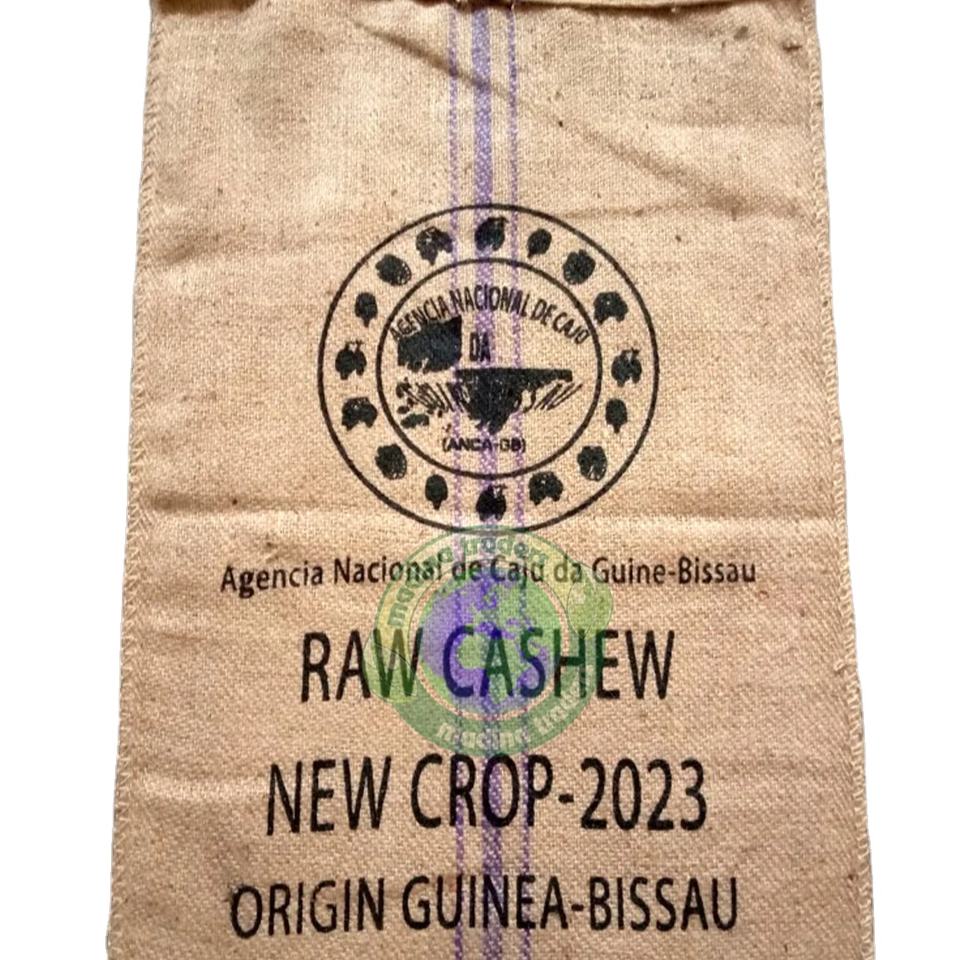 AGENCIA NACIONAL DE CAJU
DA
(ANCA-GB)
Agencia Nacional de Caju da Guine-Bissau
RAW CASHEW
NEW CROP-2023
ORIGIN GUINEA-BISSAU